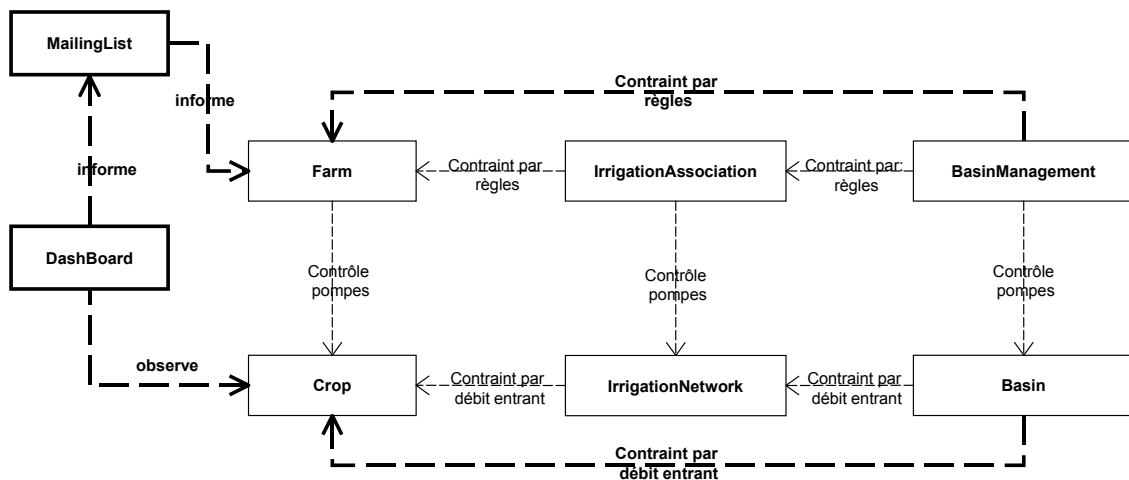 MailingList
informe
Contraint par
règles
Farm
Contraint par
règles
IrrigationAssociation
Contraint par:
règles
BasinManagement
informe
DashBoard
Contrôle
pompes
Contrôle
pompes
Contrôle
pompes
observe
Crop
Contraint par
débit entrant
IrrigationNetwork
Contraint par
débit entrant
Basin
Contraint par
débit entrant